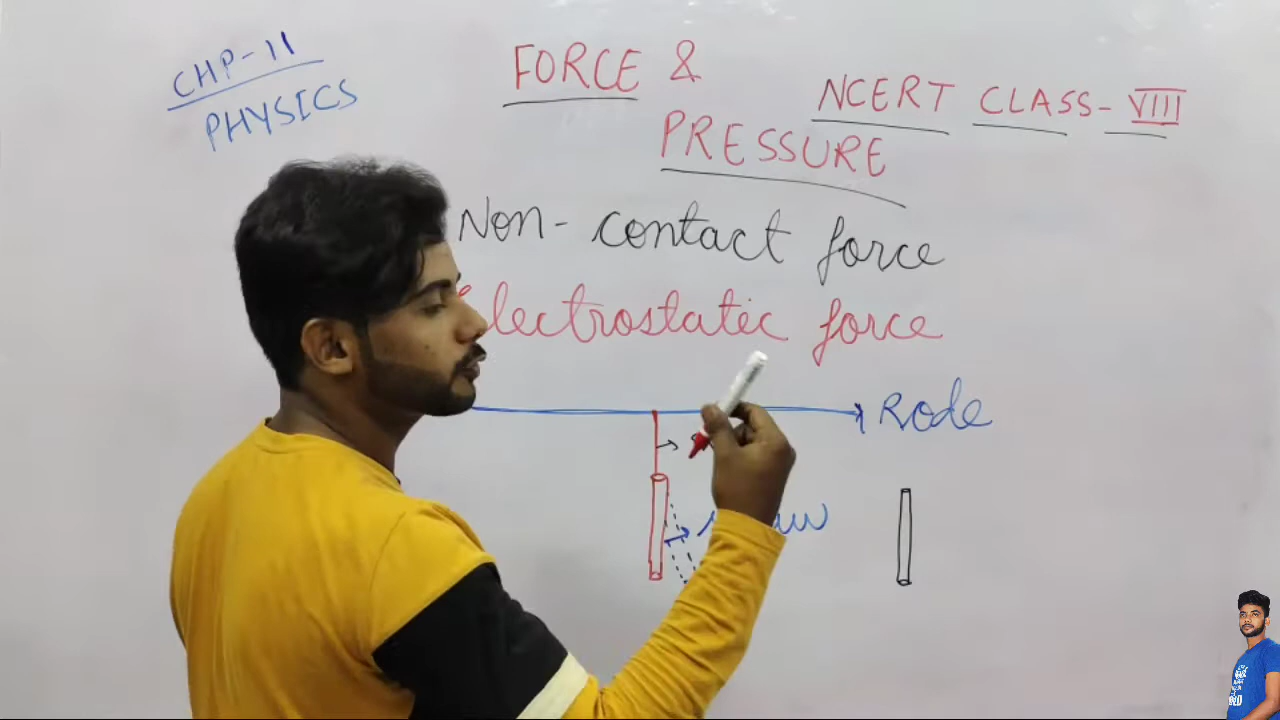 CHP-11
PHYSICS
FORCE &
PRESSURE
NCERT CLASS-VIII
Non-contact force
Electrostatic force
Rode